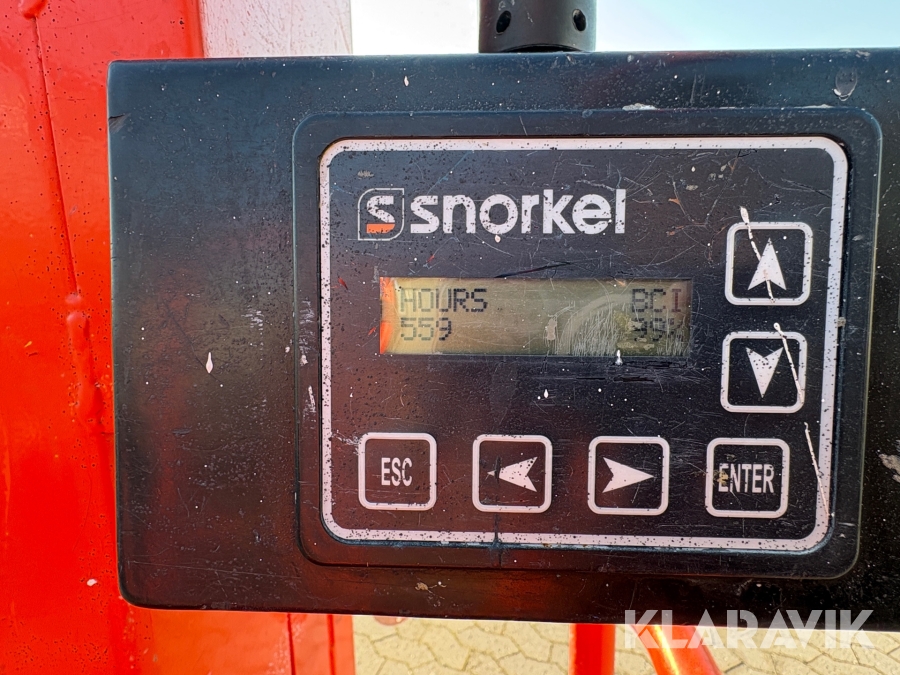 snorkel
HOURS BCI
559
ESC
ENTER
KLARAVIK